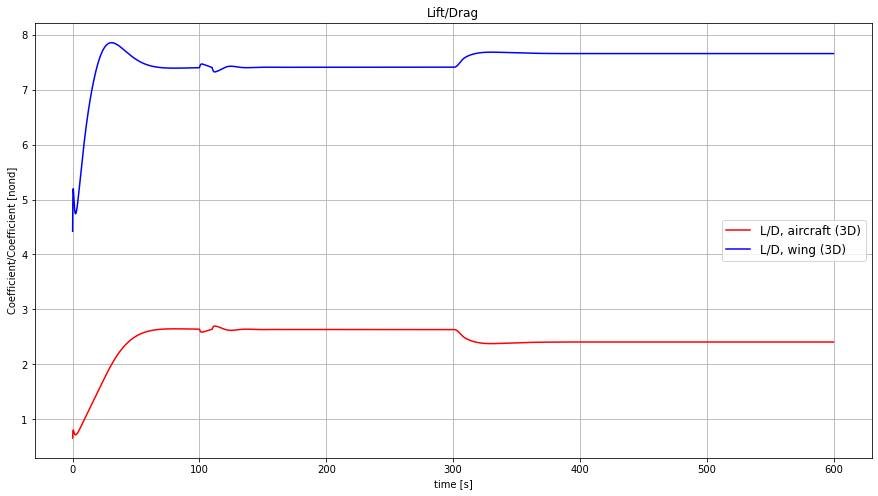 Lift/Drag
Coefficient/Coefficient [nond]
8
7
6
5
4
3
2
1
L/D, aircraft (3D)
L/D, wing (3D)
0 100 200 300 400 500 600
time [s]